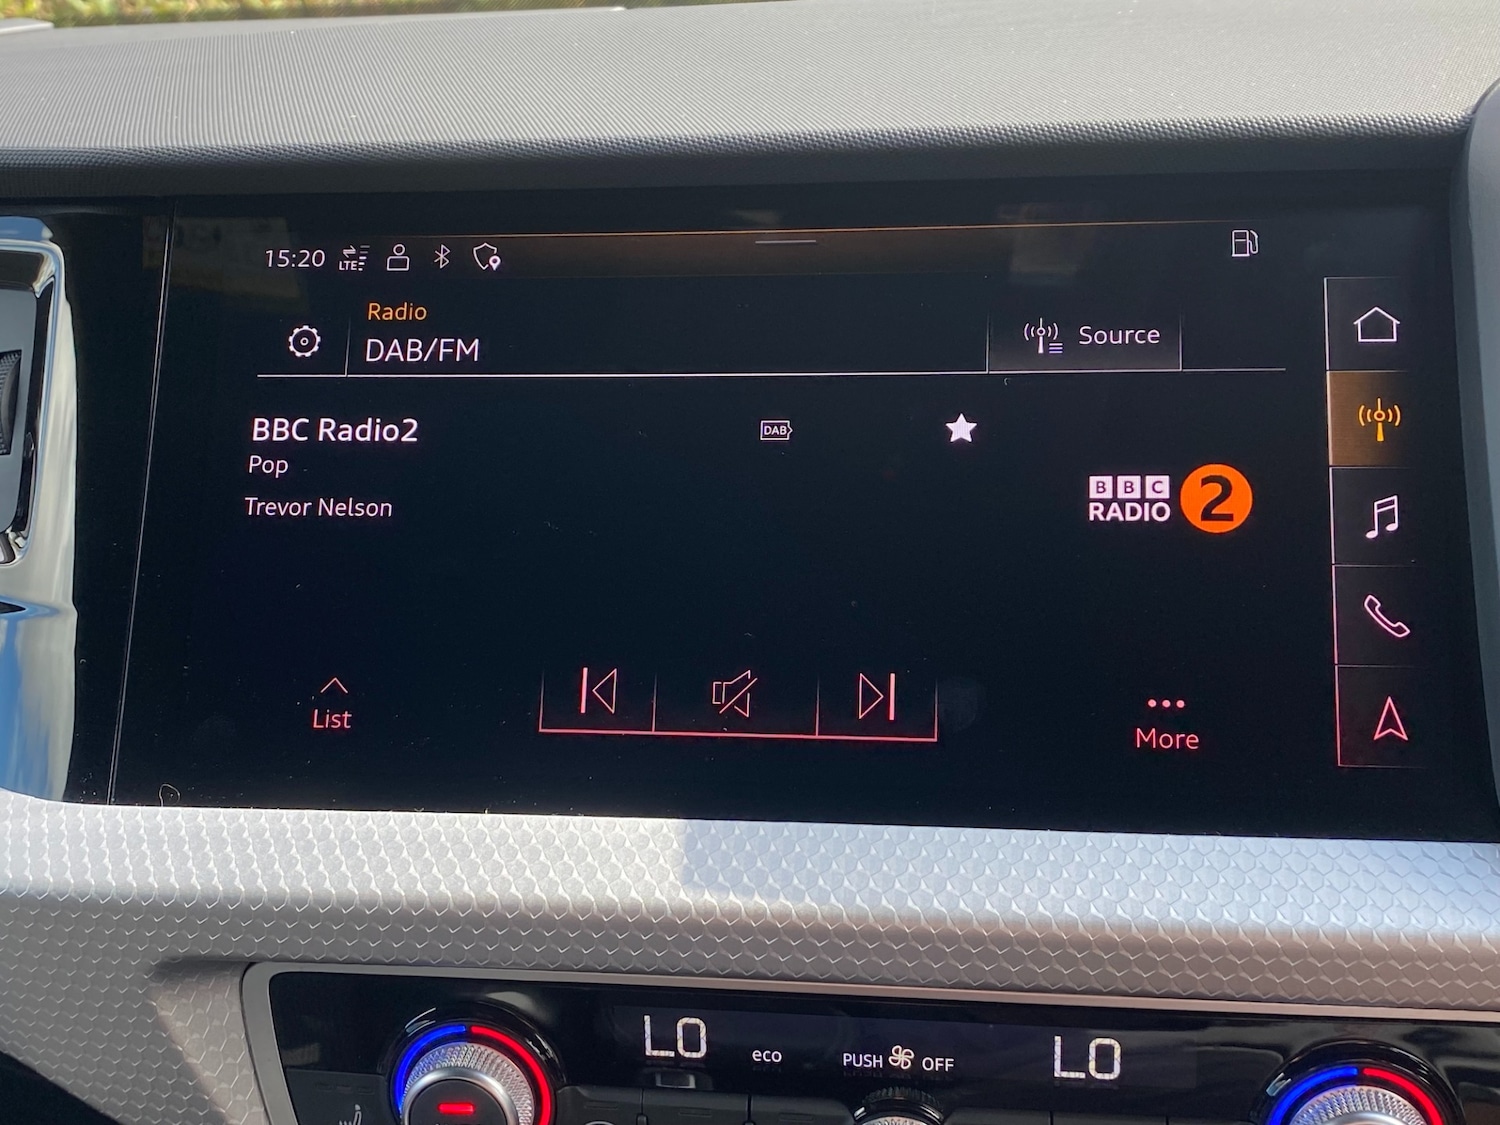 15:20 LTE
Radio
DAB/FM
Source
BBC Radio2
DAB
Pop
Trevor Nelson
BBC
RADIO 2
List
More
LO
eco
PUSH OFF
LO